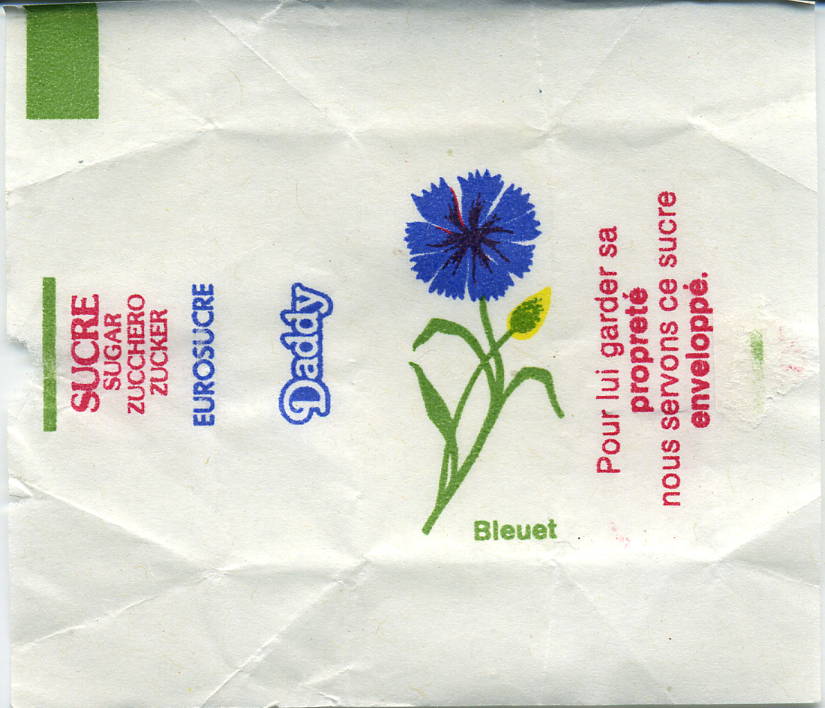 SUCRE
SUGAR
ZUCCHERO
ZUCKER
EUROSUCRE
Daddy
Bleuet
Pour lui garder sa
propreté
nous servons ce sucre
enveloppé.